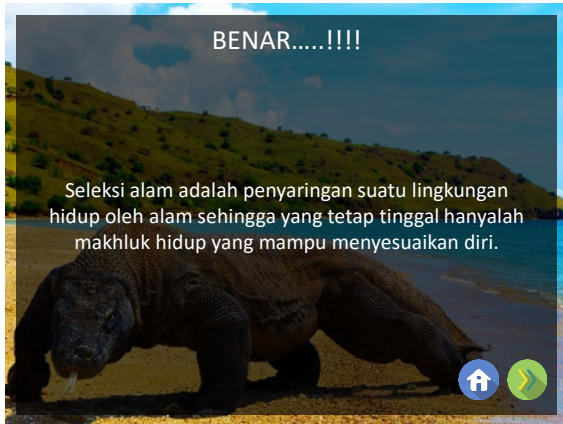 BENAR…..!!!!
Seleksi alam adalah penyaringan suatu lingkungan
hidup oleh alam sehingga yang tetap tinggal hanyalah
makhluk hidup yang mampu menyesuaikan diri.